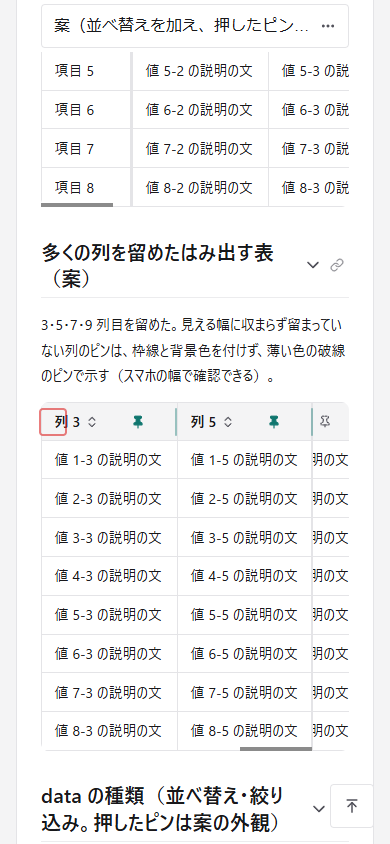 案（並べ替えを加え、押したピン… …
項目 5 値 5-2 の説明の文 値 5-3 の説
項目 6 値 6-2 の説明の文 値 6-3 の説
項目 7 値 7-2 の説明の文 値 7-3 の説
項目 8 値 8-2 の説明の文 値 8-3 の説
多くの列を留めたはみ出す表
（案）
3・5・7・9 列目を留めた。見える幅に収まらず留まってい
ない列のピンは、枠線と背景色を付けず、薄い色の破線
のピンで示す（スマホの幅で確認できる）。
列 3 列 5
値 1-3 の説明の文 値 1-5 の説明の文 明の文
値 2-3 の説明の文 値 2-5 の説明の文 明の文
値 3-3 の説明の文 値 3-5 の説明の文 明の文
値 4-3 の説明の文 値 4-5 の説明の文 明の文
値 5-3 の説明の文 値 5-5 の説明の文 明の文
値 6-3 の説明の文 値 6-5 の説明の文 明の文
値 7-3 の説明の文 値 7-5 の説明の文 明の文
値 8-3 の説明の文 値 8-5 の説明の文 明の文
data の種類（並べ替え・絞り
込み。押したピンは案の外観）